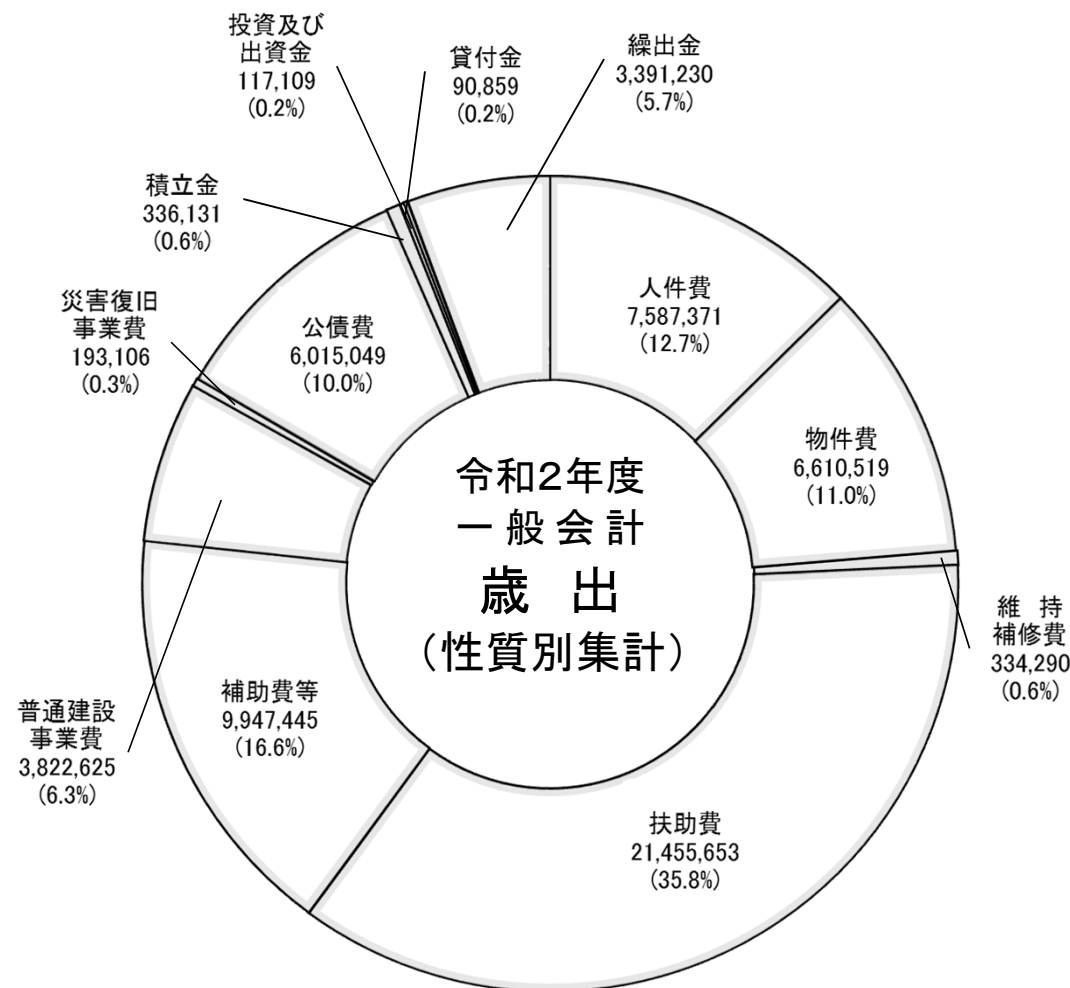 投資及び
出資金
117,109
(0.2%)
貸付金
90,859
(0.2%)
繰出金
3,391,230
(5.7%)
積立金
336,131
(0.6%)
災害復旧
事業費
193,106
(0.3%)
公債費
6,015,049
(10.0%)
人件費
7,587,371
(12.7%)
物件費
6,610,519
(11.0%)
令和2年度
一般会計
歳 出
(性質別集計)
維 持
補修費
334,290
(0.6%)
補助費等
9,947,445
(16.6%)
普通建設
事業費
3,822,625
(6.3%)
扶助費
21,455,653
(35.8%)